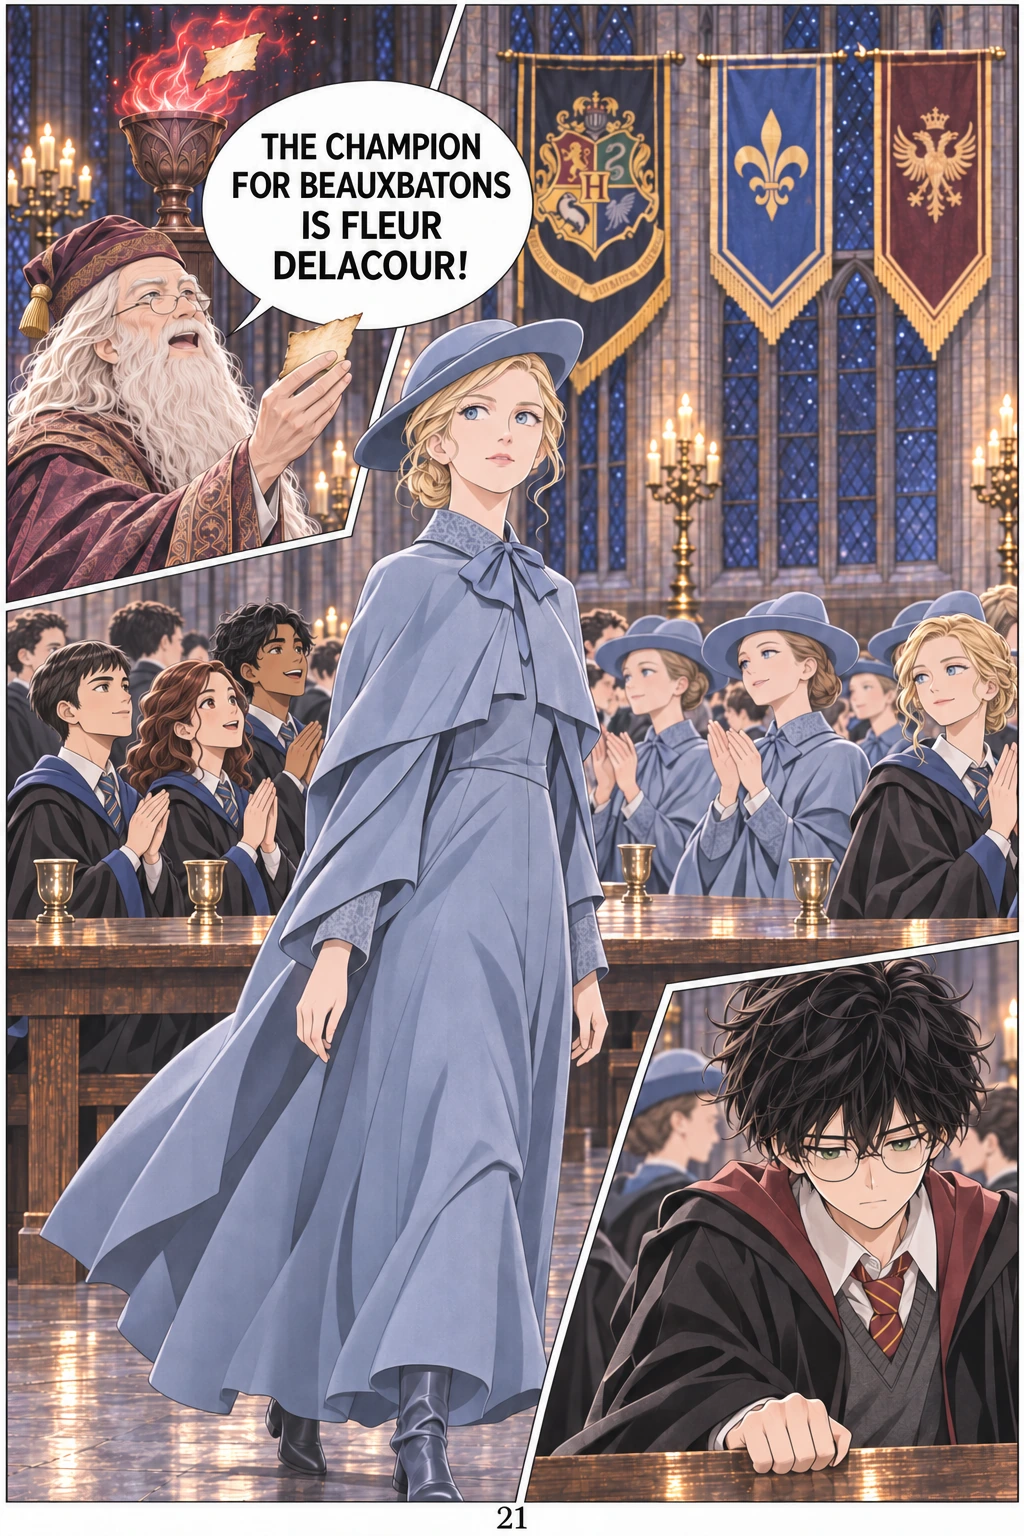 THE CHAMPION
FOR BEAUXBATONS
IS FLEUR
DELACOUR!
H
21